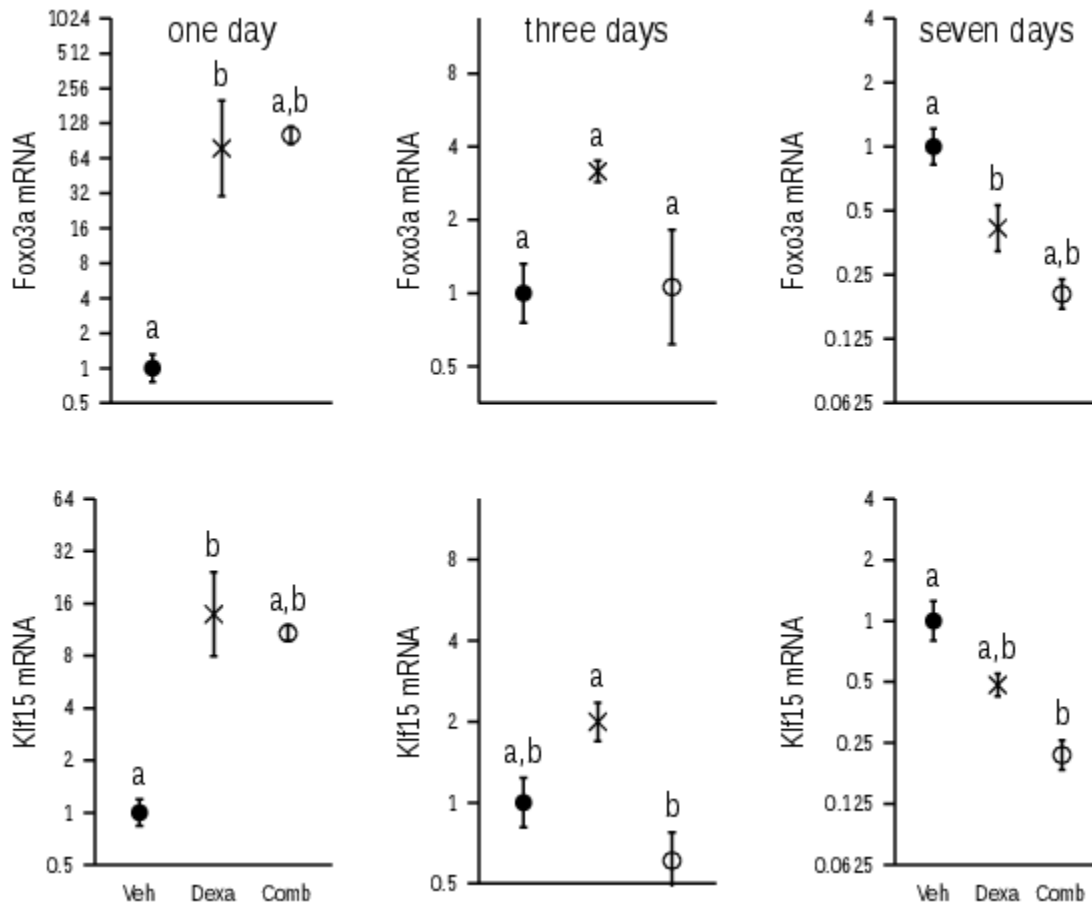 one day
three days
seven days
Foxo3a mRNA
1024
512
256
128
64
32
16
8
4
2
1
0.5
a
b
a,b
Foxo3a mRNA
8
4
2
1
0.5
a
a
a
Foxo3a mRNA
4
2
1
0.5
0.25
0.125
0.0625
a
b
a,b
Klf15 mRNA
64
32
16
8
4
2
1
0.5
a
b
a,b
Veh Dexa Comb
Klf15 mRNA
8
4
2
1
0.5
a,b
a
b
Klf15 mRNA
4
2
1
0.5
0.25
0.125
0.0625
a
a,b
b
Veh Dexa Comb